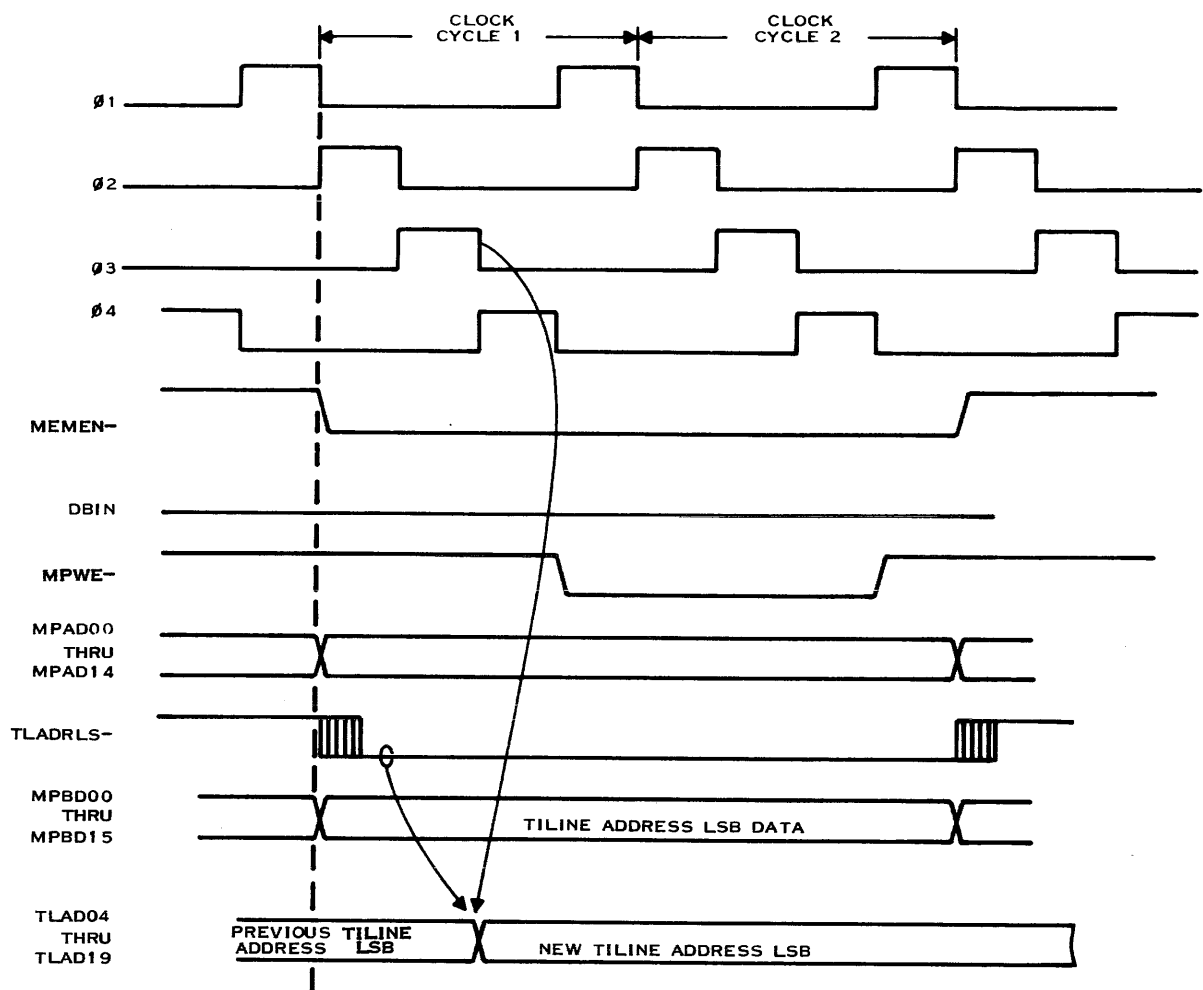 CLOCK
CYCLE 1
CLOCK
CYCLE 2
Ø1
Ø2
Ø3
Ø4
MEMEN-
DBIN
MPWE-
MPAD00
THRU
MPAD14
TLADRLS-
MPBD00
THRU
MPBD15
TILINE ADDRESS LSB DATA
TLAD04
THRU
TLAD19
PREVIOUS TILINE
ADDRESS LSB
NEW TILINE ADDRESS LSB